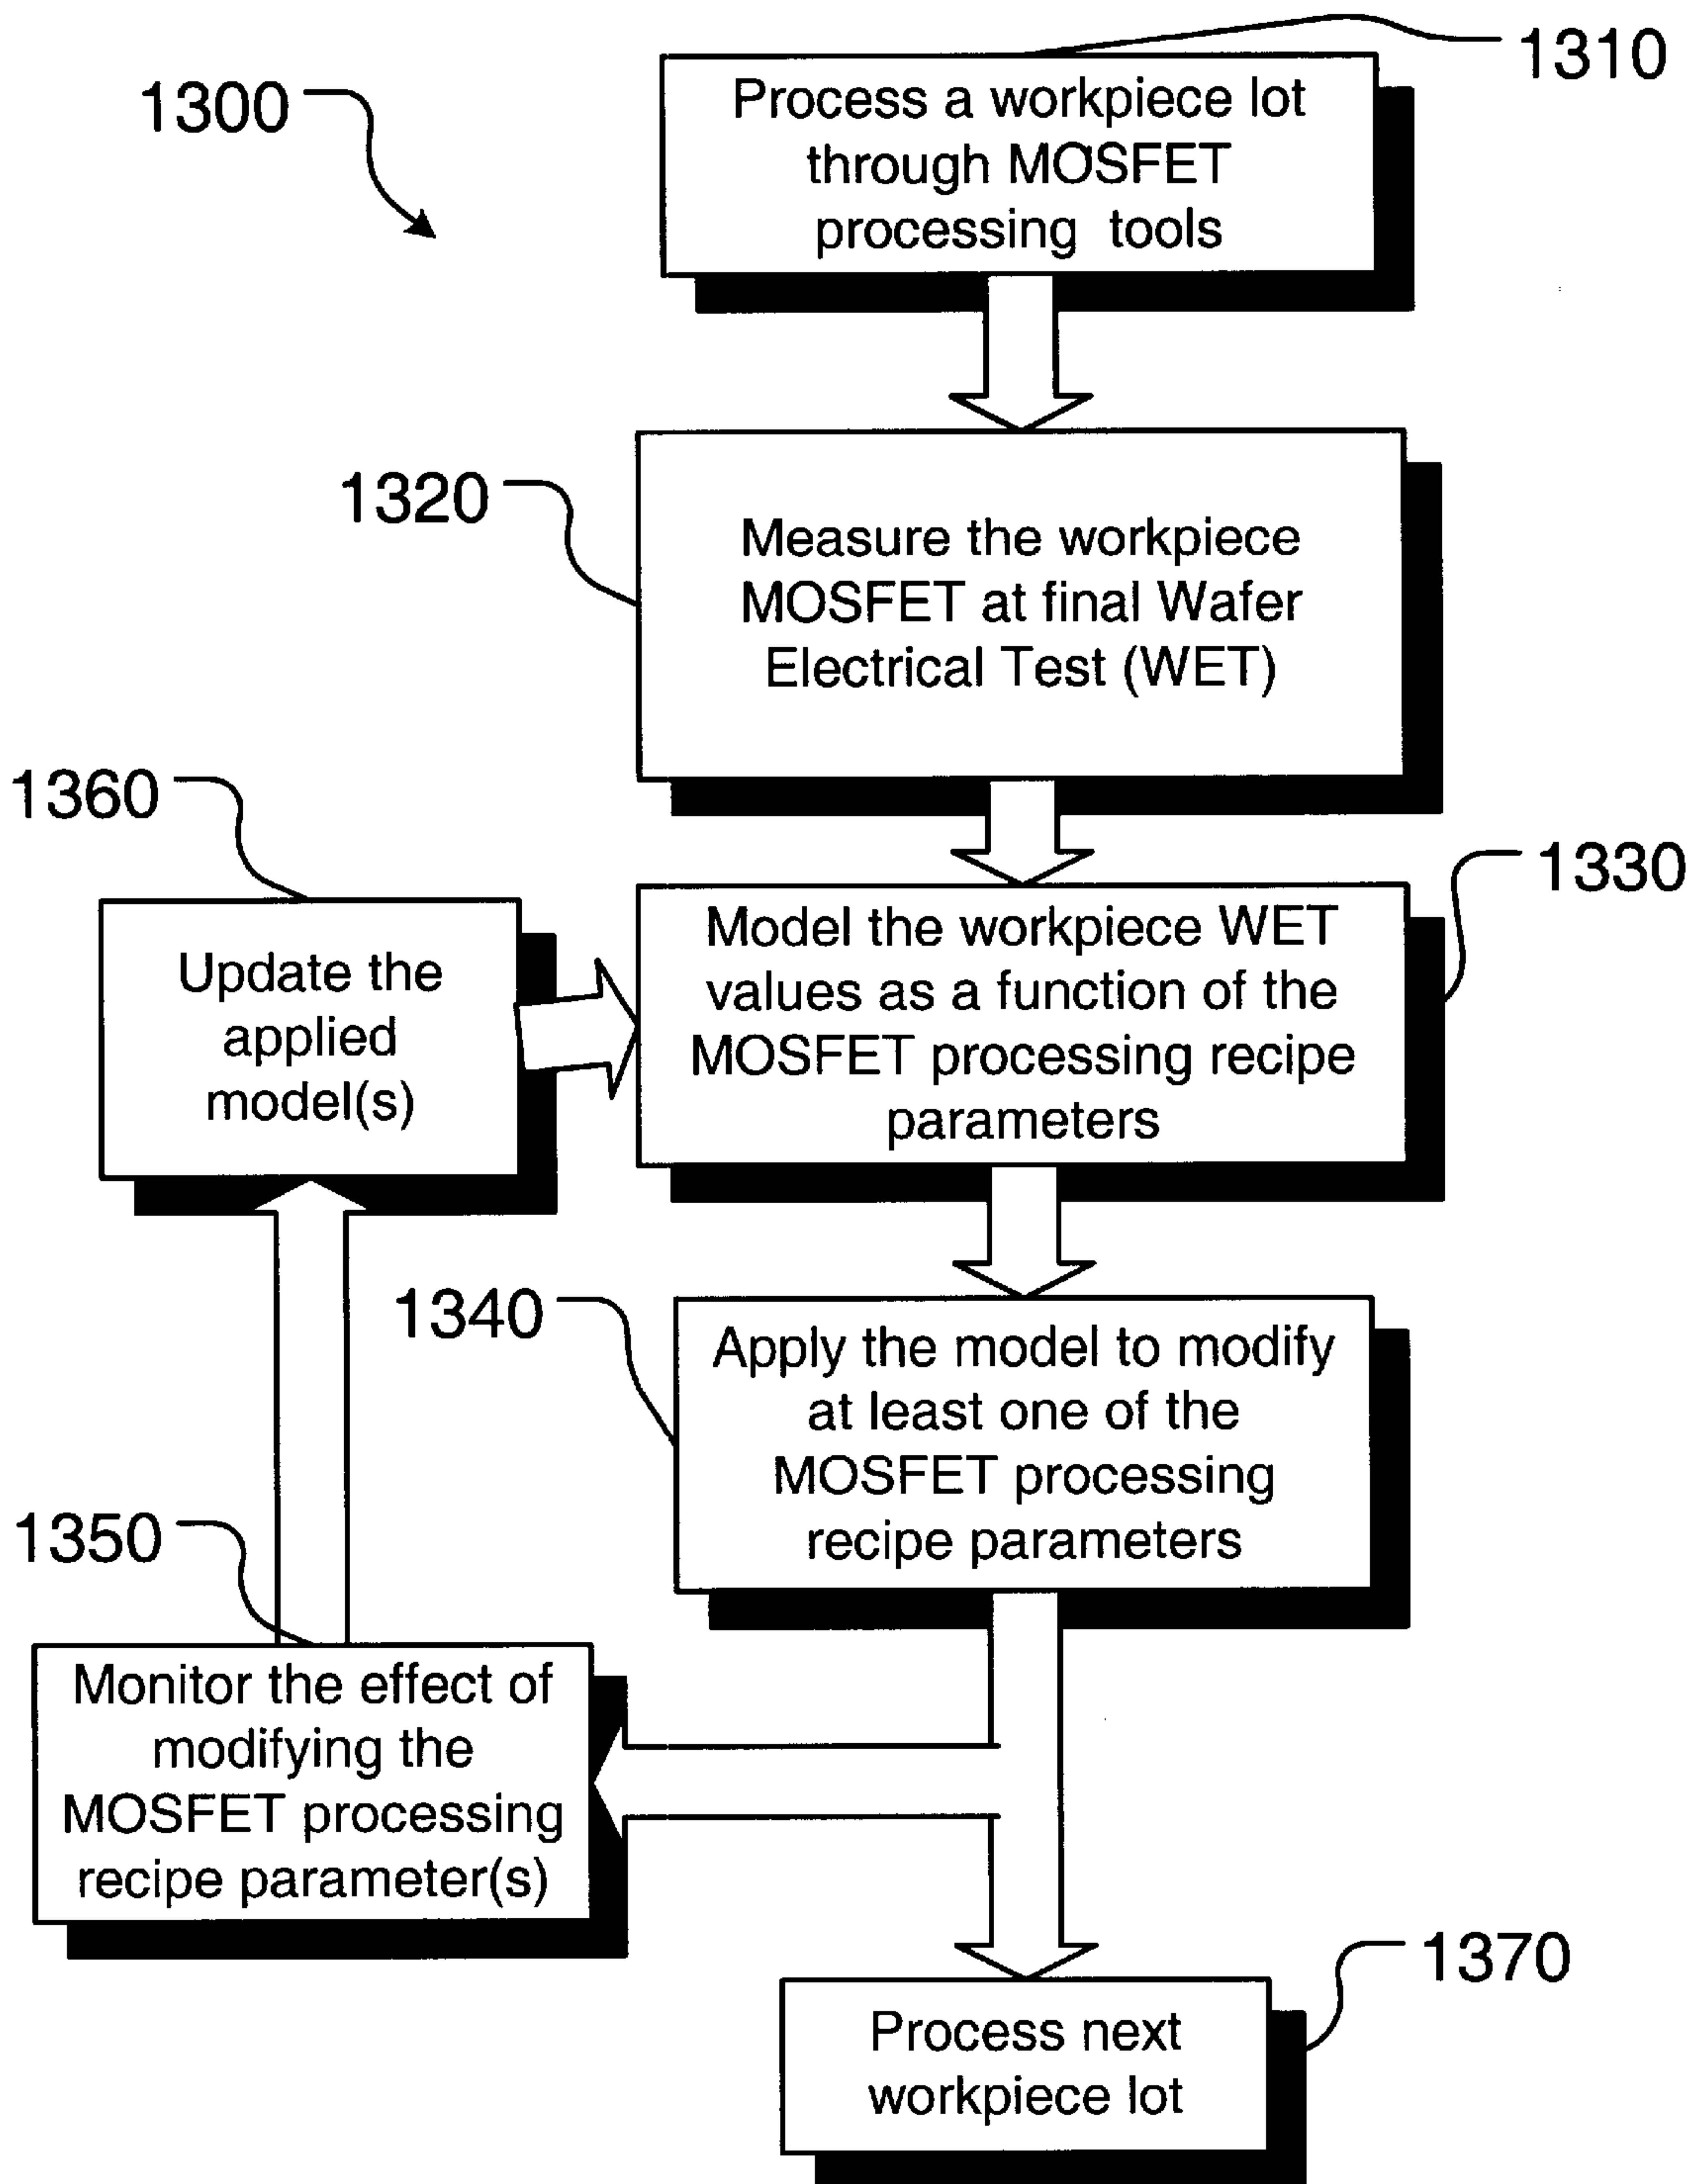 1310
1300
Process a workpiece lot
through MOSFET
processing tools
1320
Measure the workpiece
MOSFET at final Wafer
Electrical Test (WET)
1360
1330
Update the
applied
model(s)
Model the workpiece WET
values as a function of the
MOSFET processing recipe
parameters
1340
Apply the model to modify
at least one of the
MOSFET processing
recipe parameters
1350
Monitor the effect of
modifying the
MOSFET processing
recipe parameter(s)
1370
Process next
workpiece lot